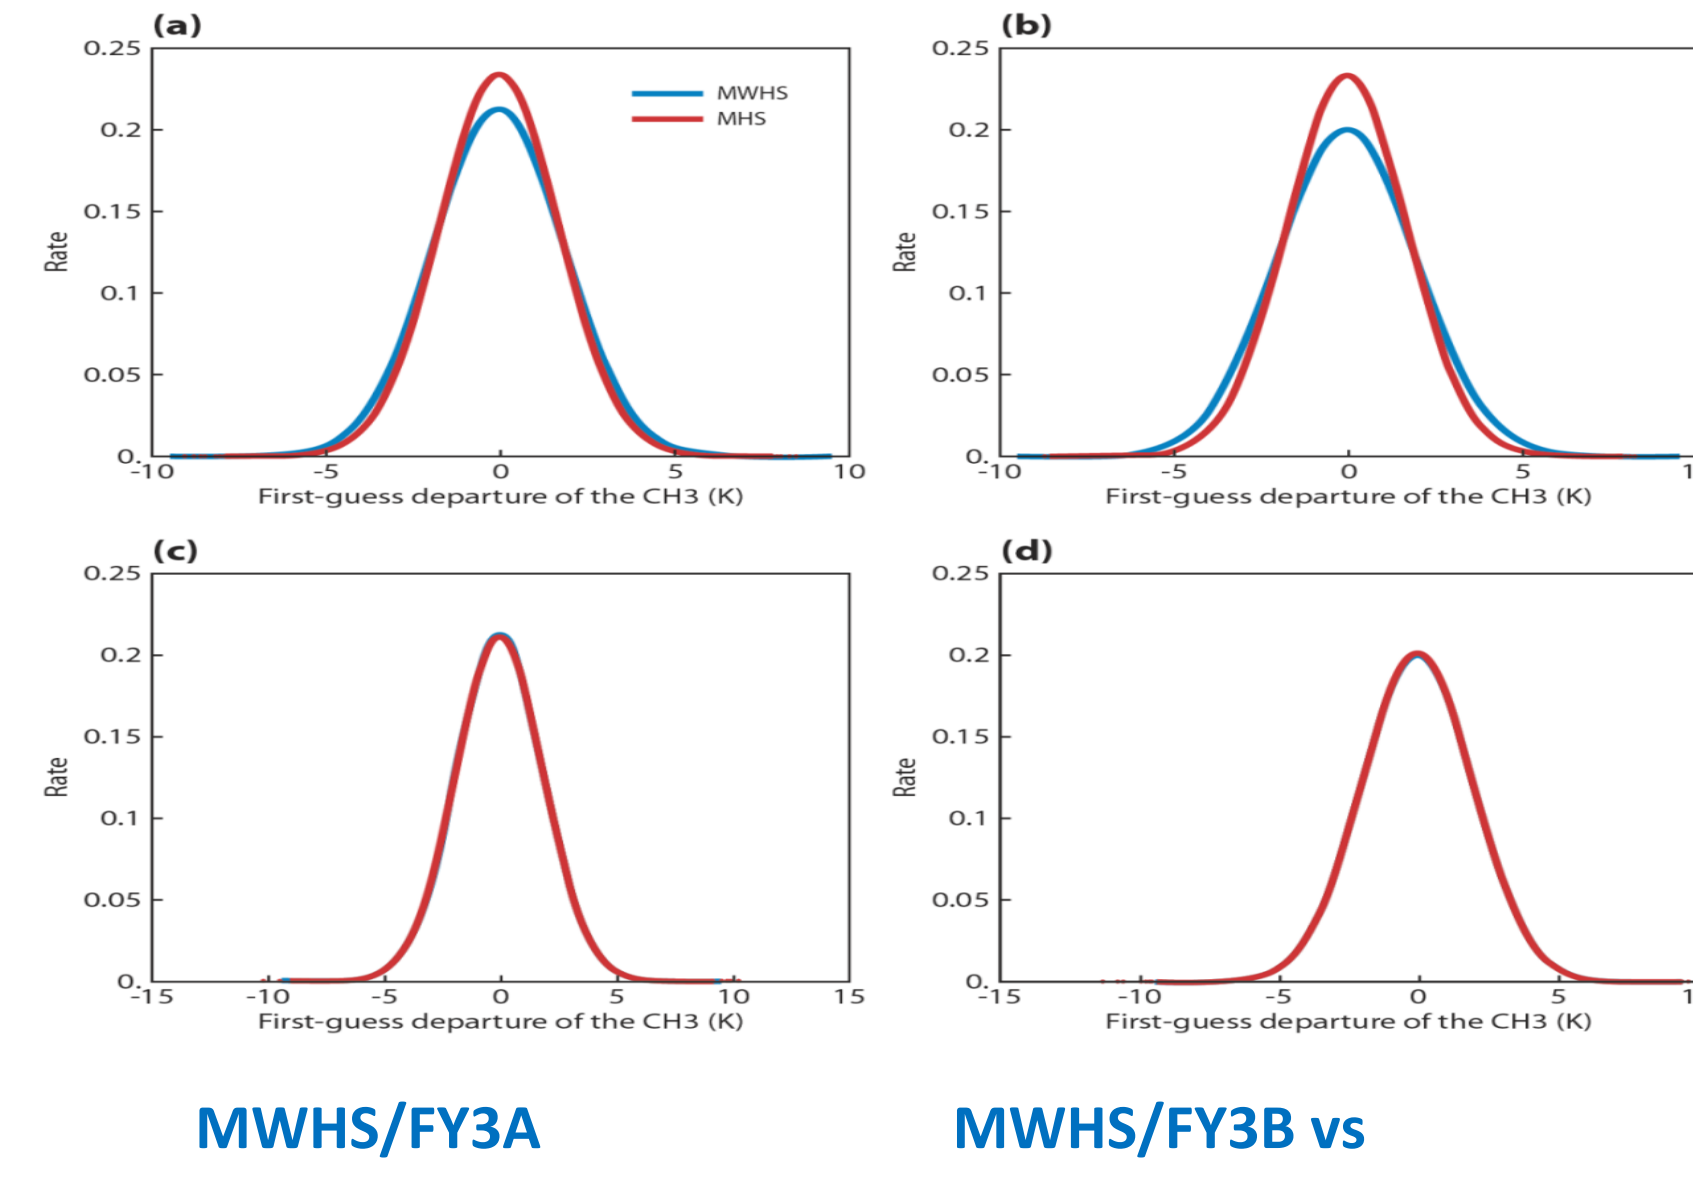 (a)
0.25
0.2
0.15
0.1
0.05
0.
Rate
MWHS
MHS
-10 -5 0 5 10
First-guess departure of the CH3 (K)
(b)
0.25
0.2
0.15
0.1
0.05
0.
Rate
-10 -5 0 5 1
First-guess departure of the CH3 (K)
(c)
0.25
0.2
0.15
0.1
0.05
0.
Rate
-15 -10 -5 0 5 10 15
First-guess departure of the CH3 (K)
(d)
0.25
0.2
0.15
0.1
0.05
0.
Rate
-15 -10 -5 0 5 1
First-guess departure of the CH3 (K)
MWHS/FY3A
MWHS/FY3B vs